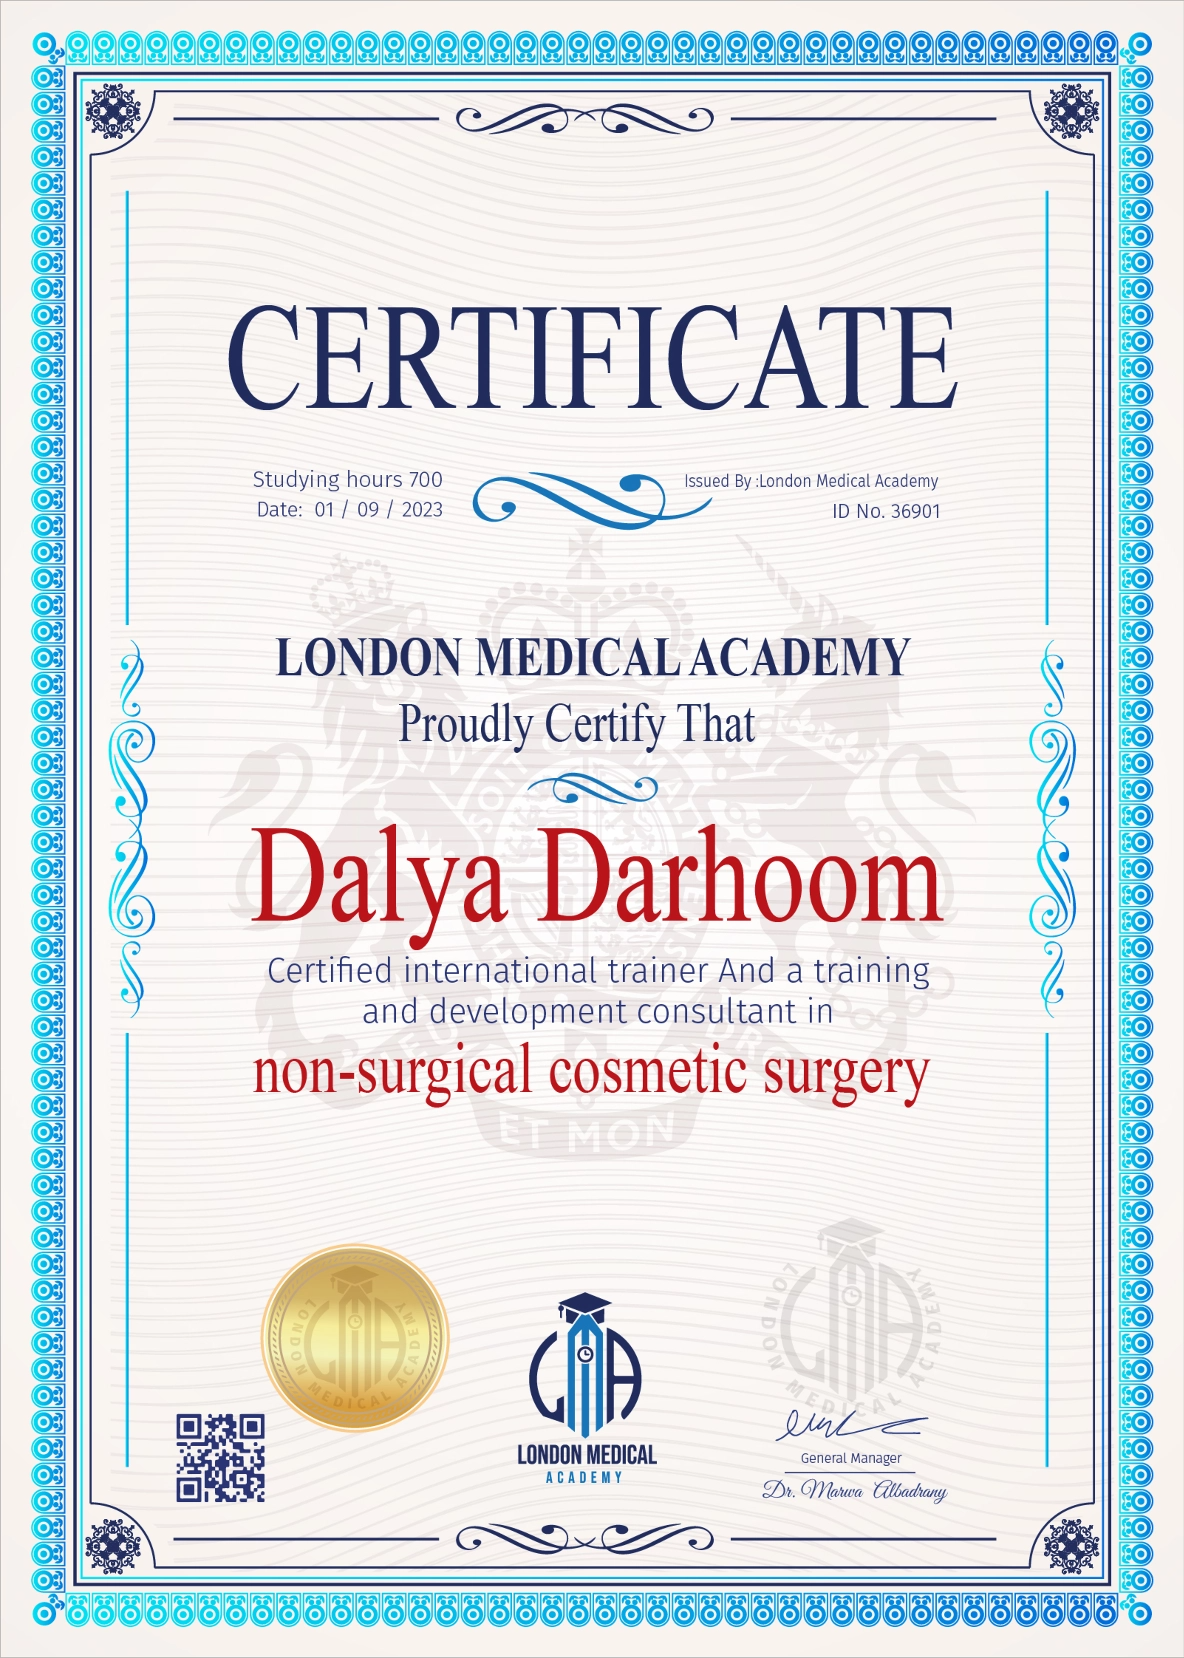 CERTIFICATE
Studying hours 700
Date: 01 / 09 / 2023
Issued By :London Medical Academy
ID No. 36901
LONDON MEDICAL ACADEMY
Proudly Certify That
Dalya Darhoom
Certified international trainer And a training
and development consultant in
non-surgical cosmetic surgery
ET MON
LONDON MEDICAL ACADEMY
LONDON MEDICAL
ACADEMY
LONDON MEDICAL ACADEMY
General Manager
Dr. Marwa Albadrany